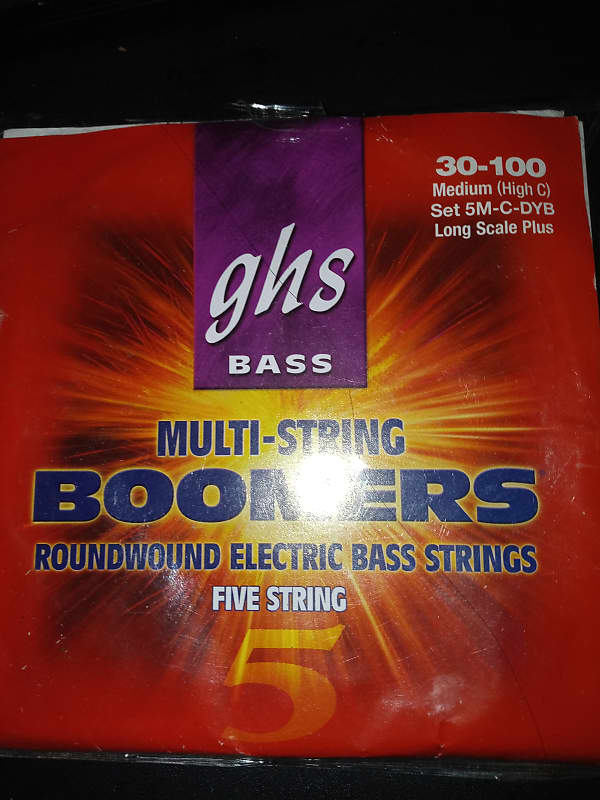 30-100
Medium (High C)
Set 5M-C-DYB
Long Scale Plus
ghs
BASS
MULTI-STRING
BOOMERS
ROUNDWOUND ELECTRIC BASS STRINGS
FIVE STRING
5